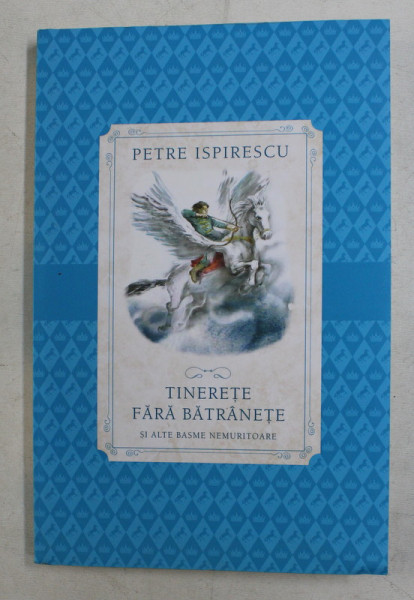 PETRE ISPIRESCU
TINEREȚE
FĂRĂ BĂTRÂNEȚE
ȘI ALTE BASME NEMURITOARE